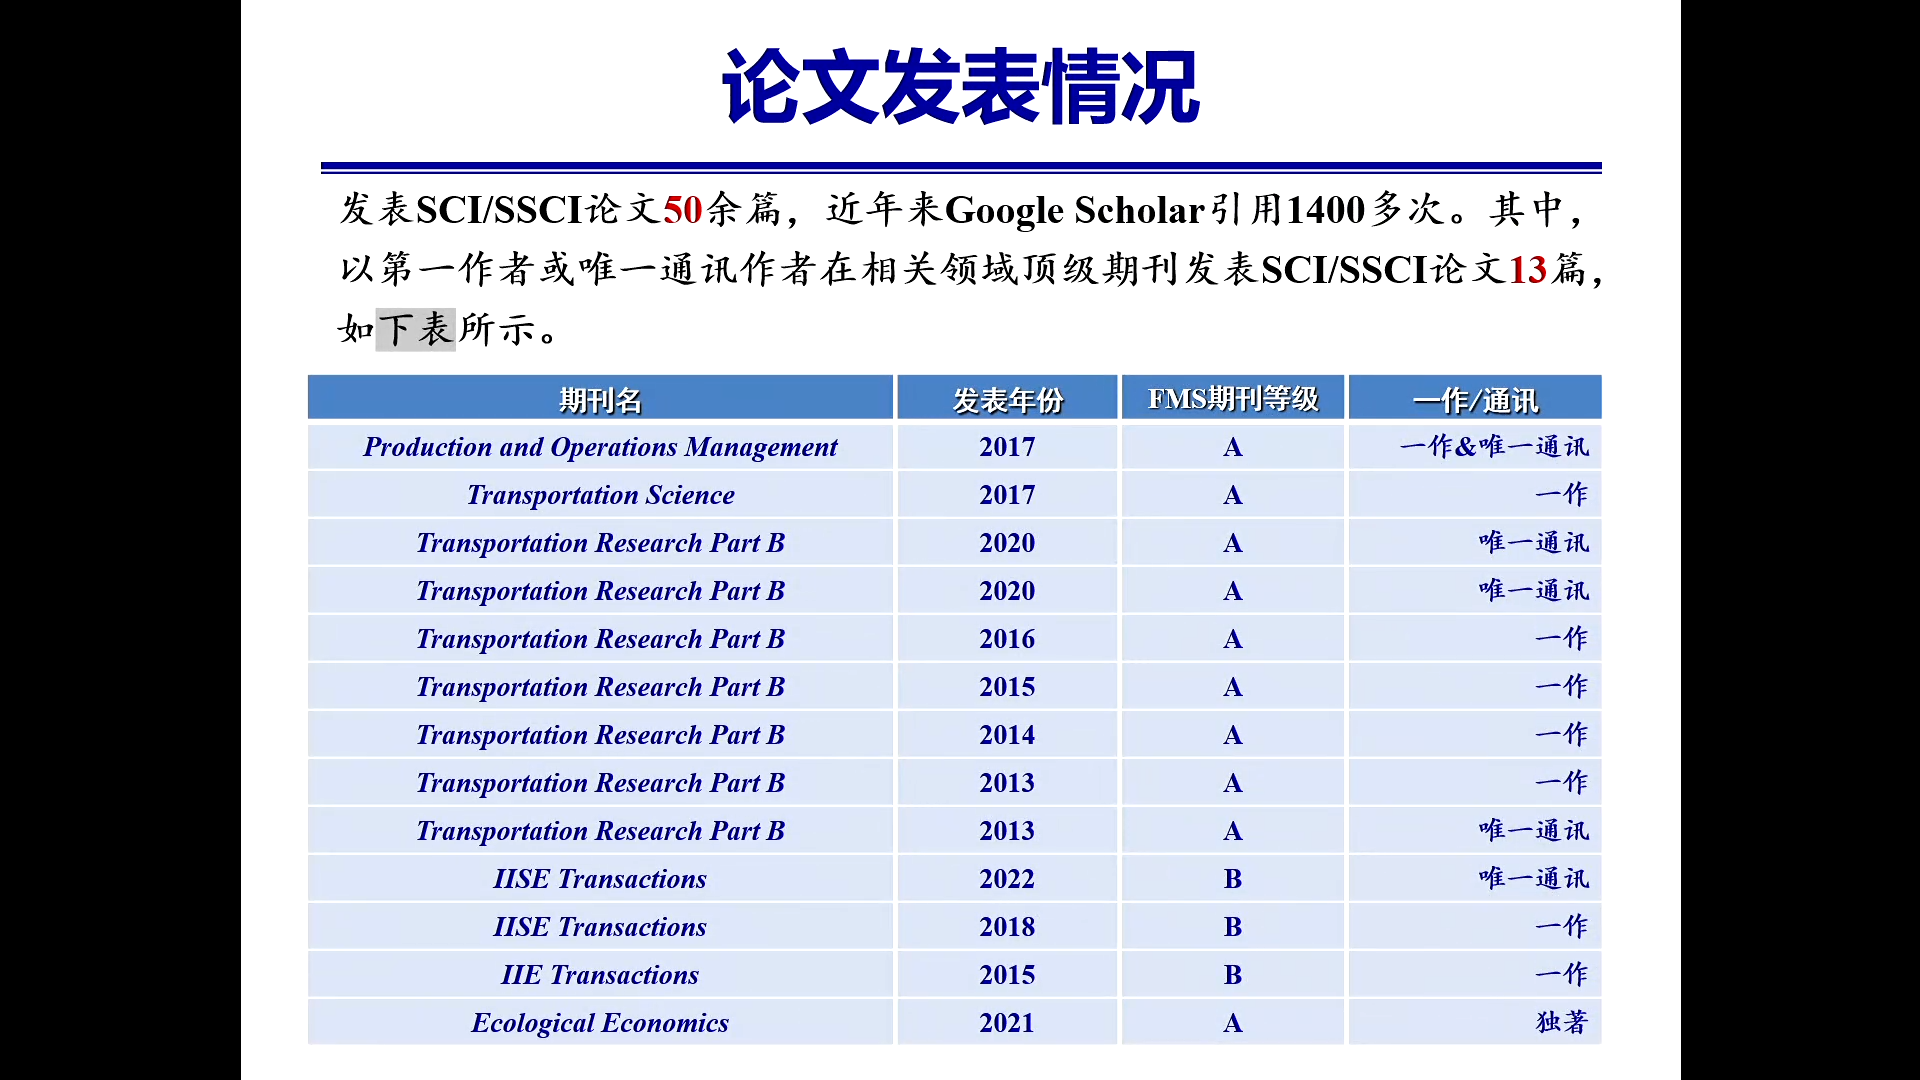 论文发表情况
发表SCI/SSCI论文50余篇，近年来Google Scholar引用1400多次。其中，
以第一作者或唯一通讯作者在相关领域顶级期刊发表SCI/SSCI论文13篇，
如下表所示。
期刊名 发表年份 FMS期刊等级 一作/通讯
Production and Operations Management 2017 A 一作&唯一通讯
Transportation Science 2017 A 一作
Transportation Research Part B 2020 A 唯一通讯
Transportation Research Part B 2020 A 唯一通讯
Transportation Research Part B 2016 A 一作
Transportation Research Part B 2015 A 一作
Transportation Research Part B 2014 A 一作
Transportation Research Part B 2013 A 一作
Transportation Research Part B 2013 A 唯一通讯
IISE Transactions 2022 B 唯一通讯
IISE Transactions 2018 B 一作
IIE Transactions 2015 B 一作
Ecological Economics 2021 A 独著